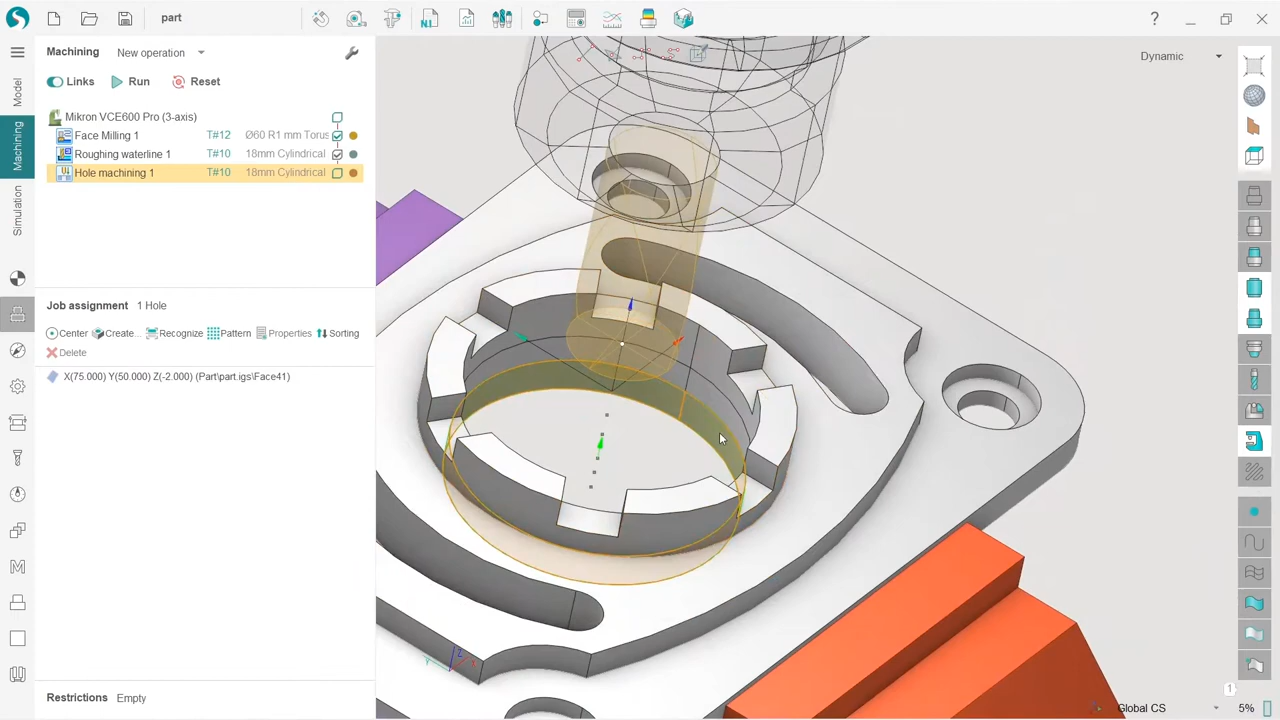 part
?
Machining
New operation
Links Run Reset
Dynamic
Model
Machining
Simulation
Mikron VCE600 Pro (3-axis)
Face Milling 1 T#12 Ø60 R1 mm Torus
Roughing waterline 1 T#10 18mm Cylindrical
Hole machining 1 T#10 18mm Cylindrical
Job assignment 1 Hole
Center Create... Recognize Pattern Properties Sorting
Delete
X(75.000) Y(50.000) Z(-2.000) (Part\part.igs\Face41)
Z
Y
1
Restrictions Empty
Global CS 5%